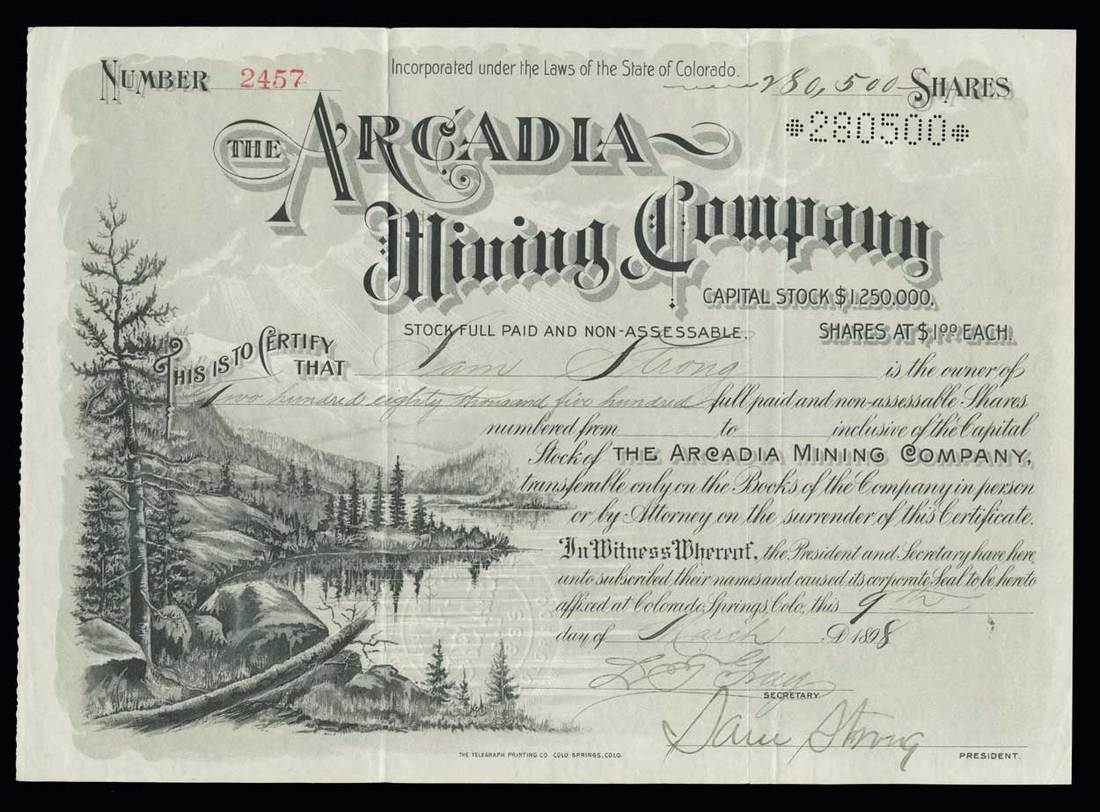 NUMBER 2457
Incorporated under the Laws of the State of Colorado.
280,500 SHARES
*280500*
THE ARCADIA
Mining Company
CAPITAL STOCK $1.250.000.
STOCK FULL PAID AND NON-ASSESSABLE.
SHARES AT $1.00 EACH.
THIS IS TO CERTIFY THAT Sam Strong is the owner of
Two hundred eighty thousand five hundred full paid and non-assessable Shares
numbered from to inclusive of the Capital
Stock of THE ARCADIA MINING COMPANY,
transferable only on the Books of the Company in person
or by Attorney on the surrender of this Certificate.
In Witness Whereof, the President and Secretary have here
unto subscribed their names and caused its corporate Seal to be hereto
affixed at Colorado Springs, Colo, this 9th
day of March D 1898
SECRETARY.
Sam Strong
PRESIDENT.
THE TELEGRAPH PRINTING CO. COLO. SPRINGS, COLO.